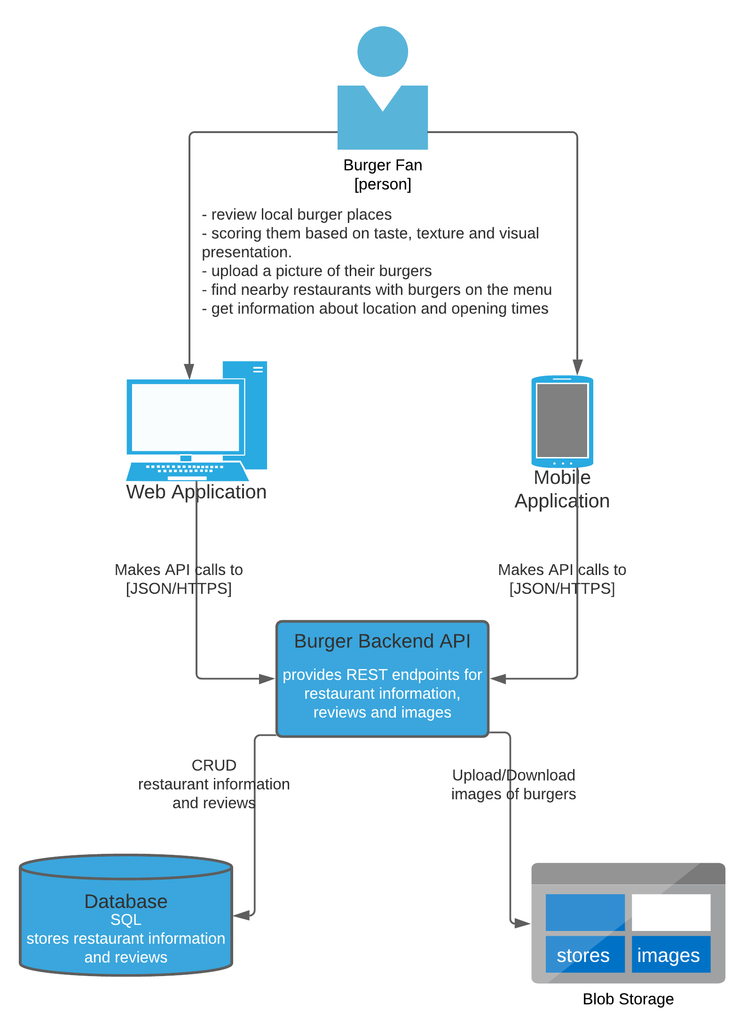 Burger Fan
[person]
- review local burger places
- scoring them based on taste, texture and visual
presentation.
- upload a picture of their burgers
- find nearby restaurants with burgers on the menu
- get information about location and opening times
Web Application
Mobile
Application
Makes API calls to
[JSON/HTTPS]
Makes API calls to
[JSON/HTTPS]
Burger Backend API
provides REST endpoints for
restaurant information,
reviews and images
CRUD
restaurant information
and reviews
Upload/Download
images of burgers
Database
SQL
stores restaurant information
and reviews
stores images
Blob Storage